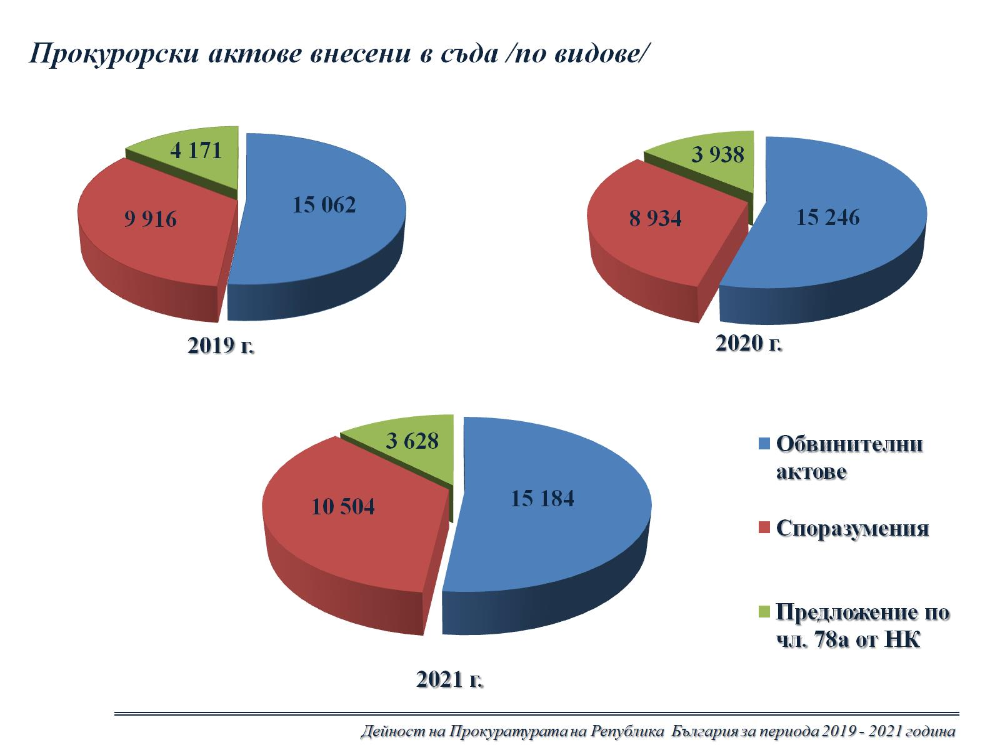 Прокурорски актове внесени в съда /по видове/
4 171
15 062
9 916
2019 г.
3 938
15 246
8 934
2020 г.
3 628
15 184
10 504
2021 г.
Обвинителни
актове
Споразумения
Предложение по
чл. 78а от НК
Дейност на Прокуратурата на Република България за периода 2019 - 2021 година